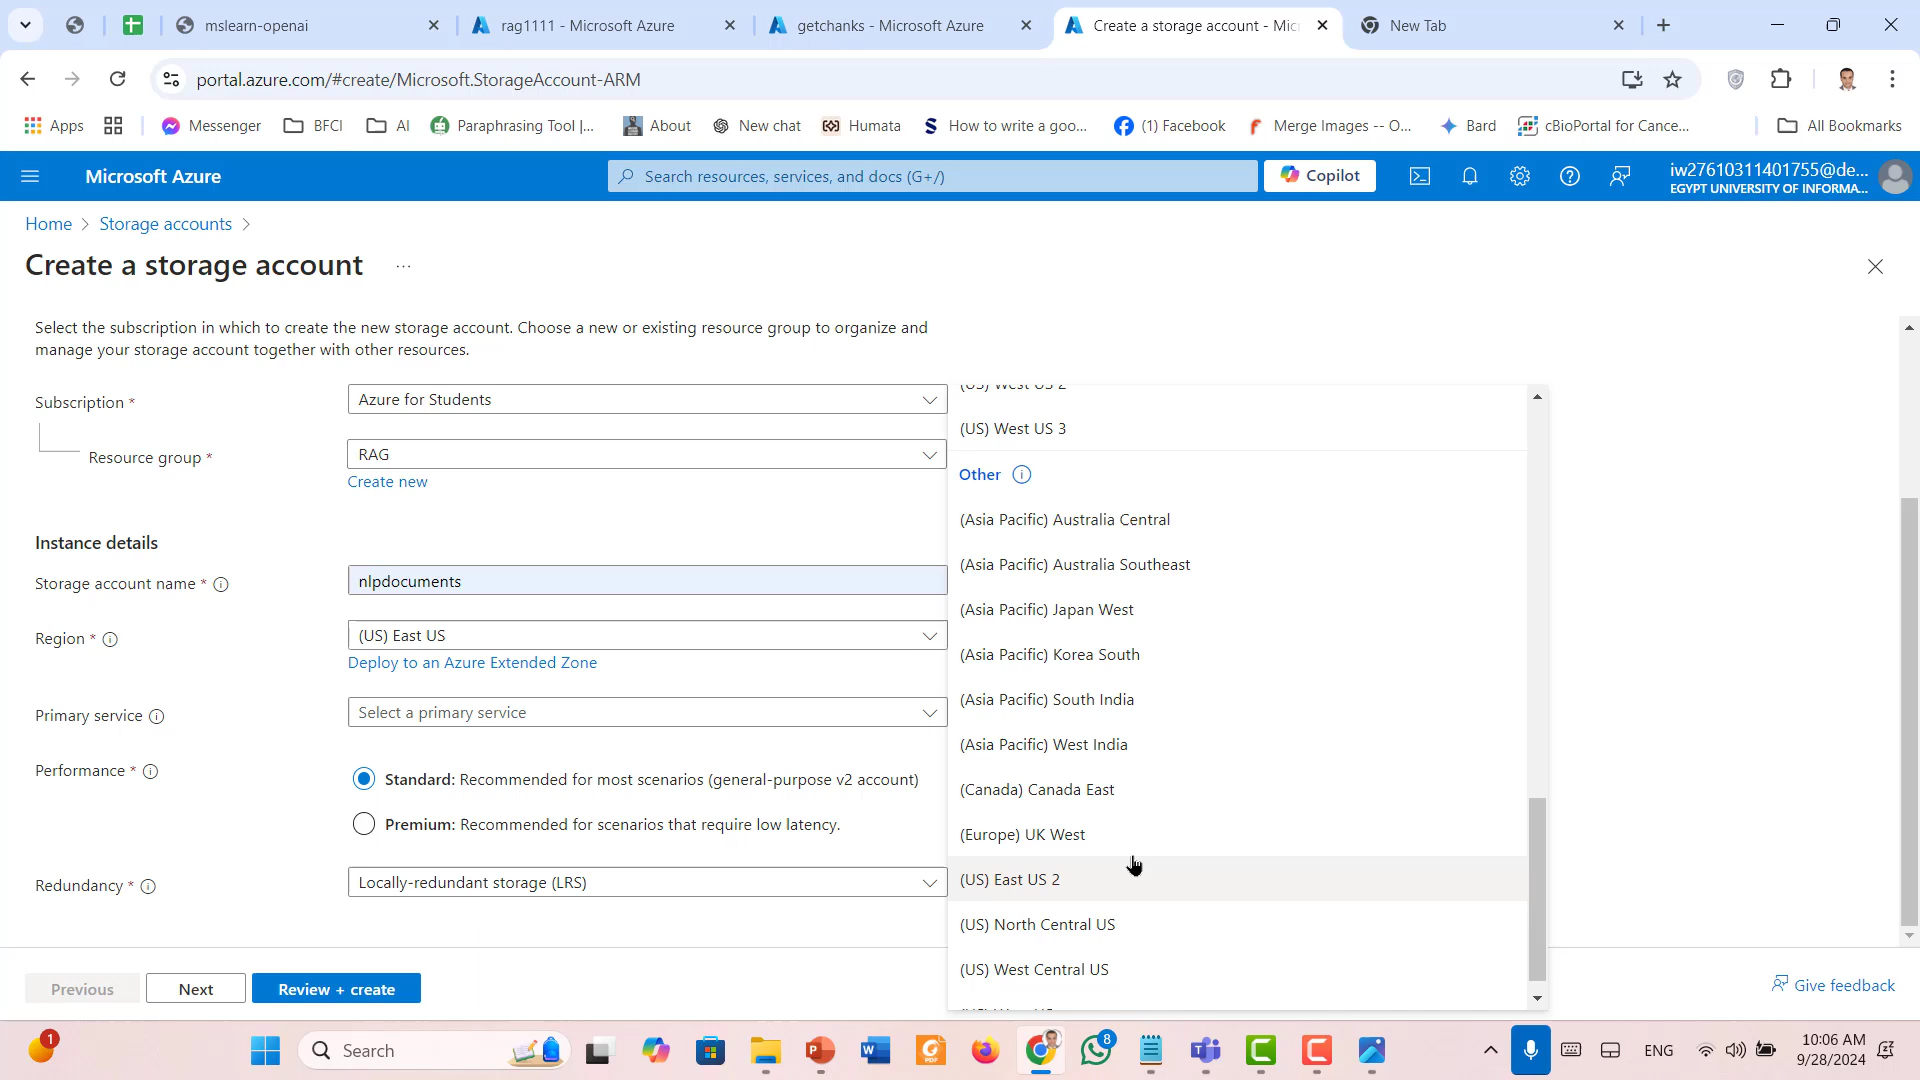 mslearn-openai
rag1111 - Microsoft Azure
getchanks - Microsoft Azure
Create a storage account - Mic
New Tab
portal.azure.com/#create/Microsoft.StorageAccount-ARM
Apps
Messenger
BFCI
AI
Paraphrasing Tool |...
About
New chat
Humata
How to write a goo...
(1) Facebook
Merge Images -- O...
Bard
cBioPortal for Cance...
All Bookmarks
Microsoft Azure
Search resources, services, and docs (G+/)
Copilot
iw27610311401755@de...
EGYPT UNIVERSITY OF INFORMA...
Home > Storage accounts >
Create a storage account ...
Select the subscription in which to create the new storage account. Choose a new or existing resource group to organize and
manage your storage account together with other resources.
Subscription *
Azure for Students
Resource group *
RAG
Create new
Instance details
Storage account name *
nlpdocuments
Region *
(US) East US
Deploy to an Azure Extended Zone
Primary service
Select a primary service
Performance *
Standard: Recommended for most scenarios (general-purpose v2 account)
Premium: Recommended for scenarios that require low latency.
Redundancy *
Locally-redundant storage (LRS)
(US) West US 2
(US) West US 3
Other
(Asia Pacific) Australia Central
(Asia Pacific) Australia Southeast
(Asia Pacific) Japan West
(Asia Pacific) Korea South
(Asia Pacific) South India
(Asia Pacific) West India
(Canada) Canada East
(Europe) UK West
(US) East US 2
(US) North Central US
(US) West Central US
Previous
Next
Review + create
Give feedback
1
Search
8
ENG
10:06 AM
9/28/2024